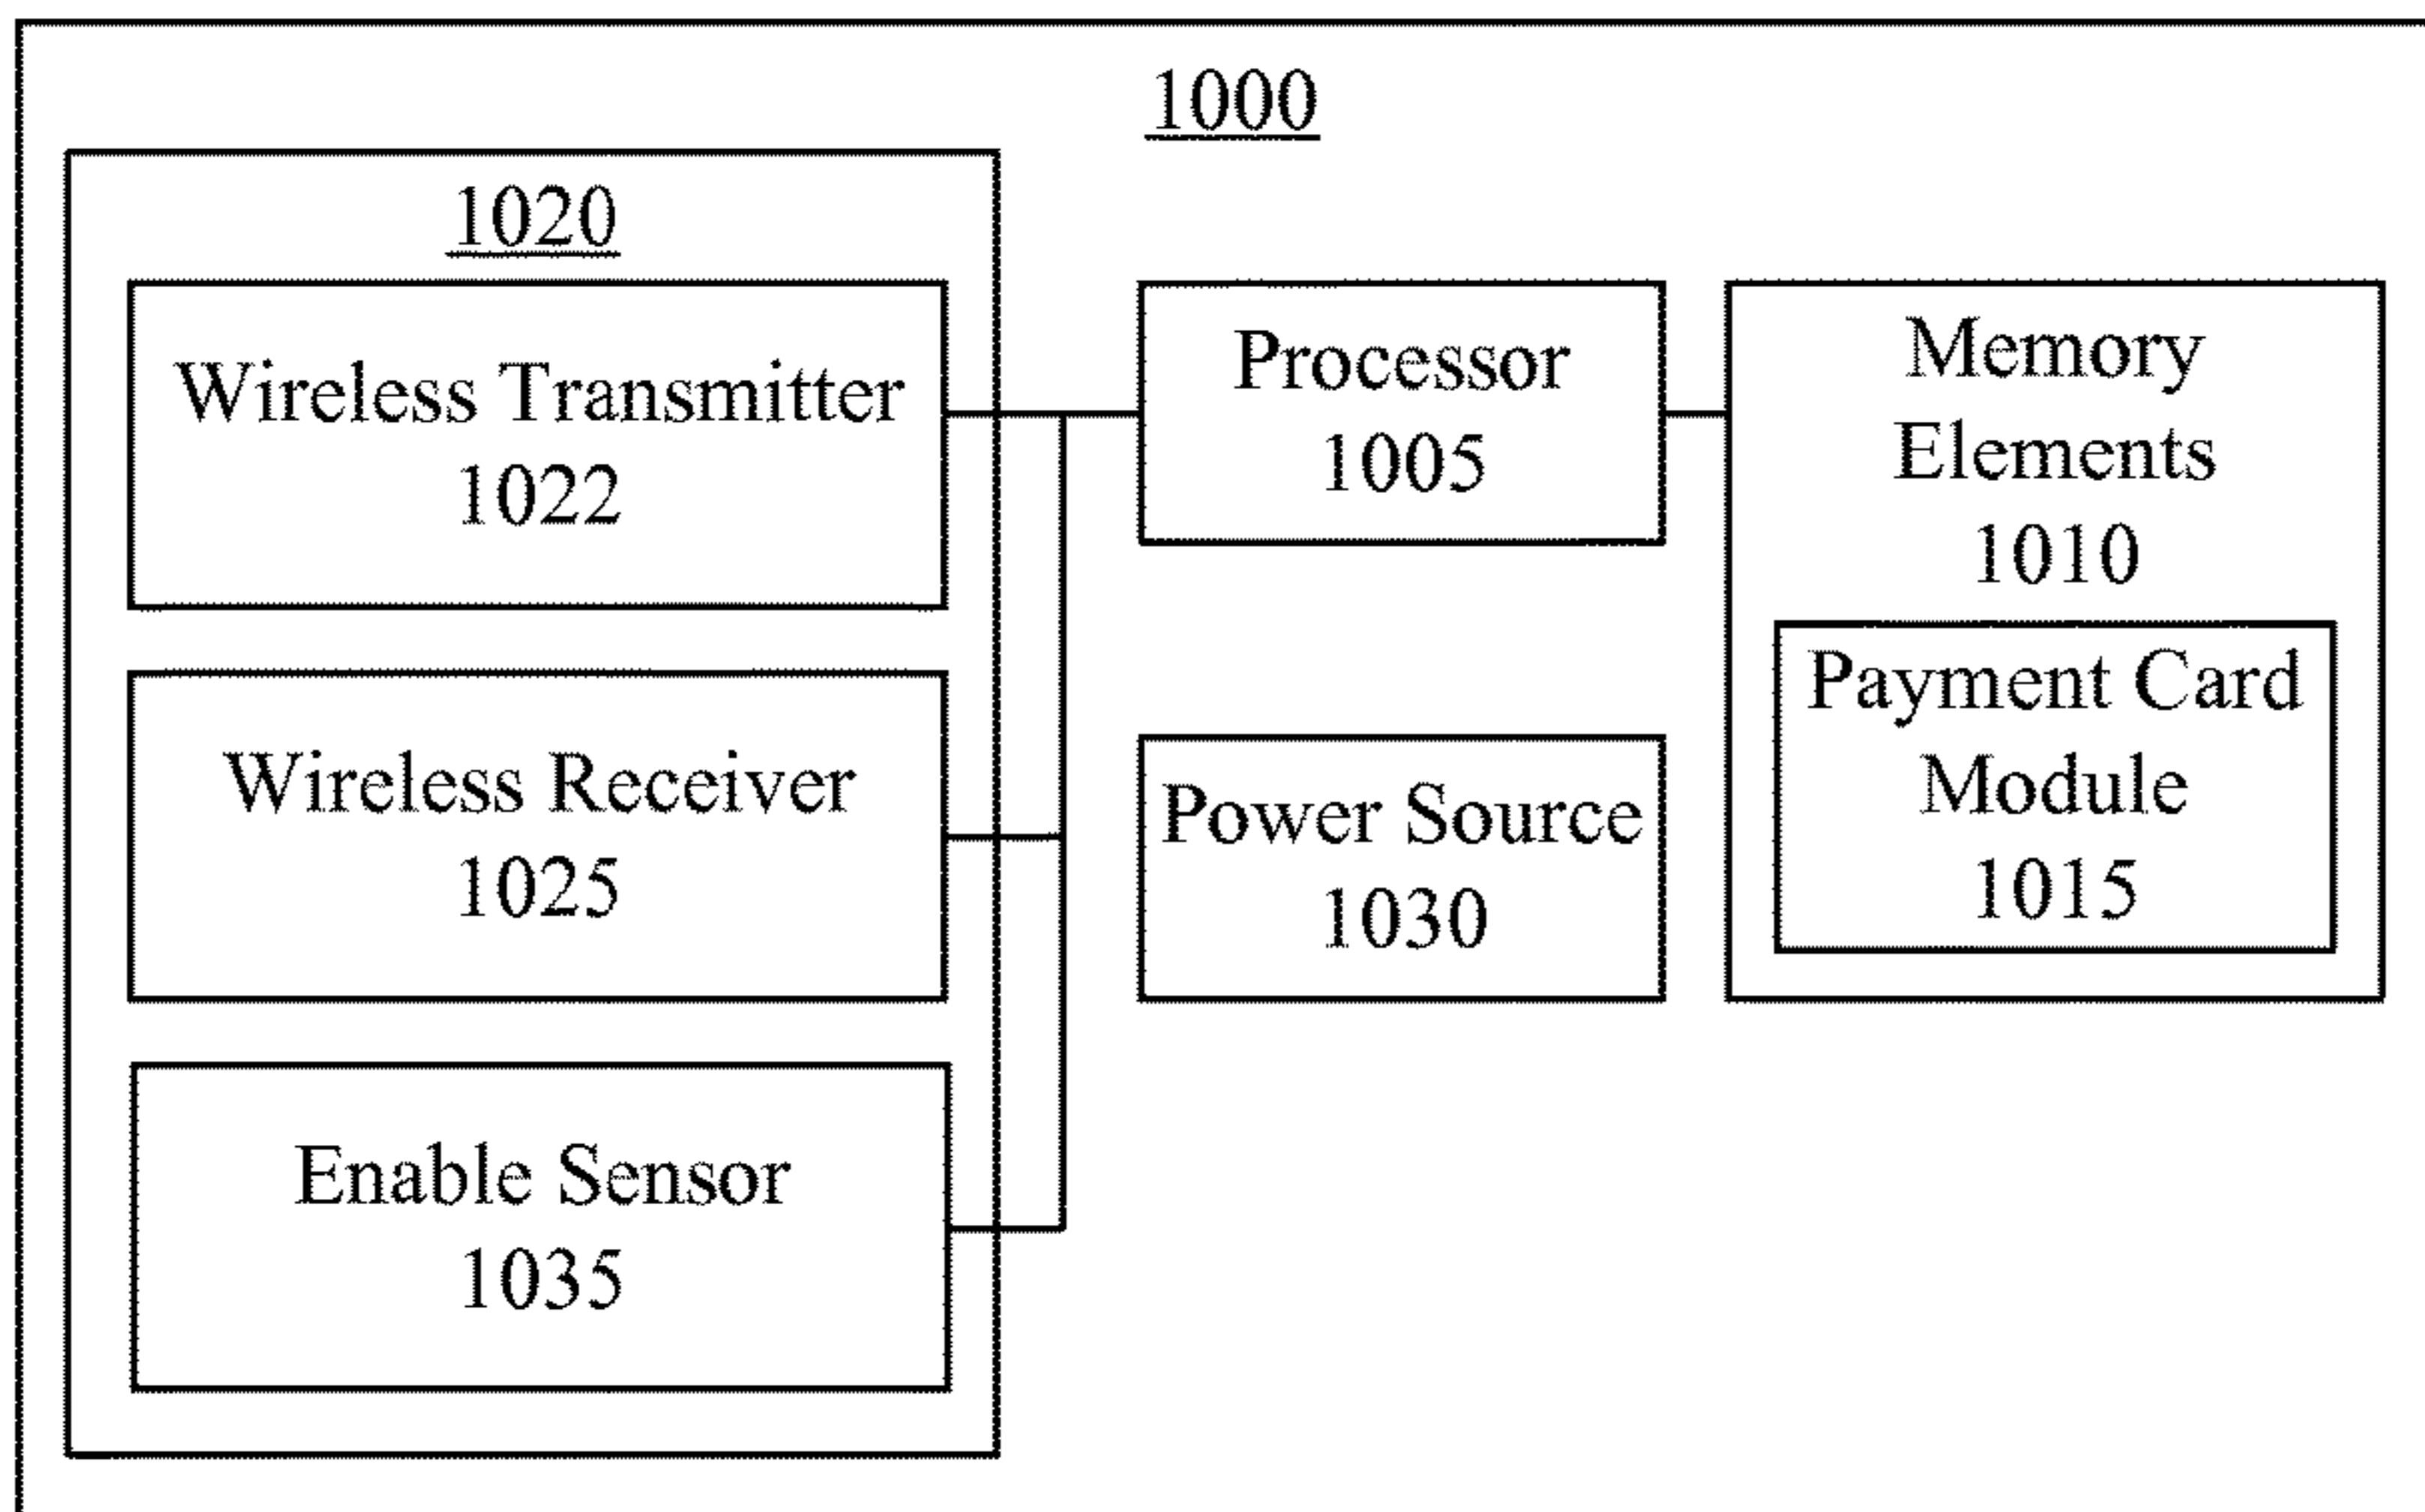 1000
1020
Wireless Transmitter
1022
Wireless Receiver
1025
Enable Sensor
1035
Processor
1005
Power Source
1030
Memory
Elements
1010
Payment Card
Module
1015